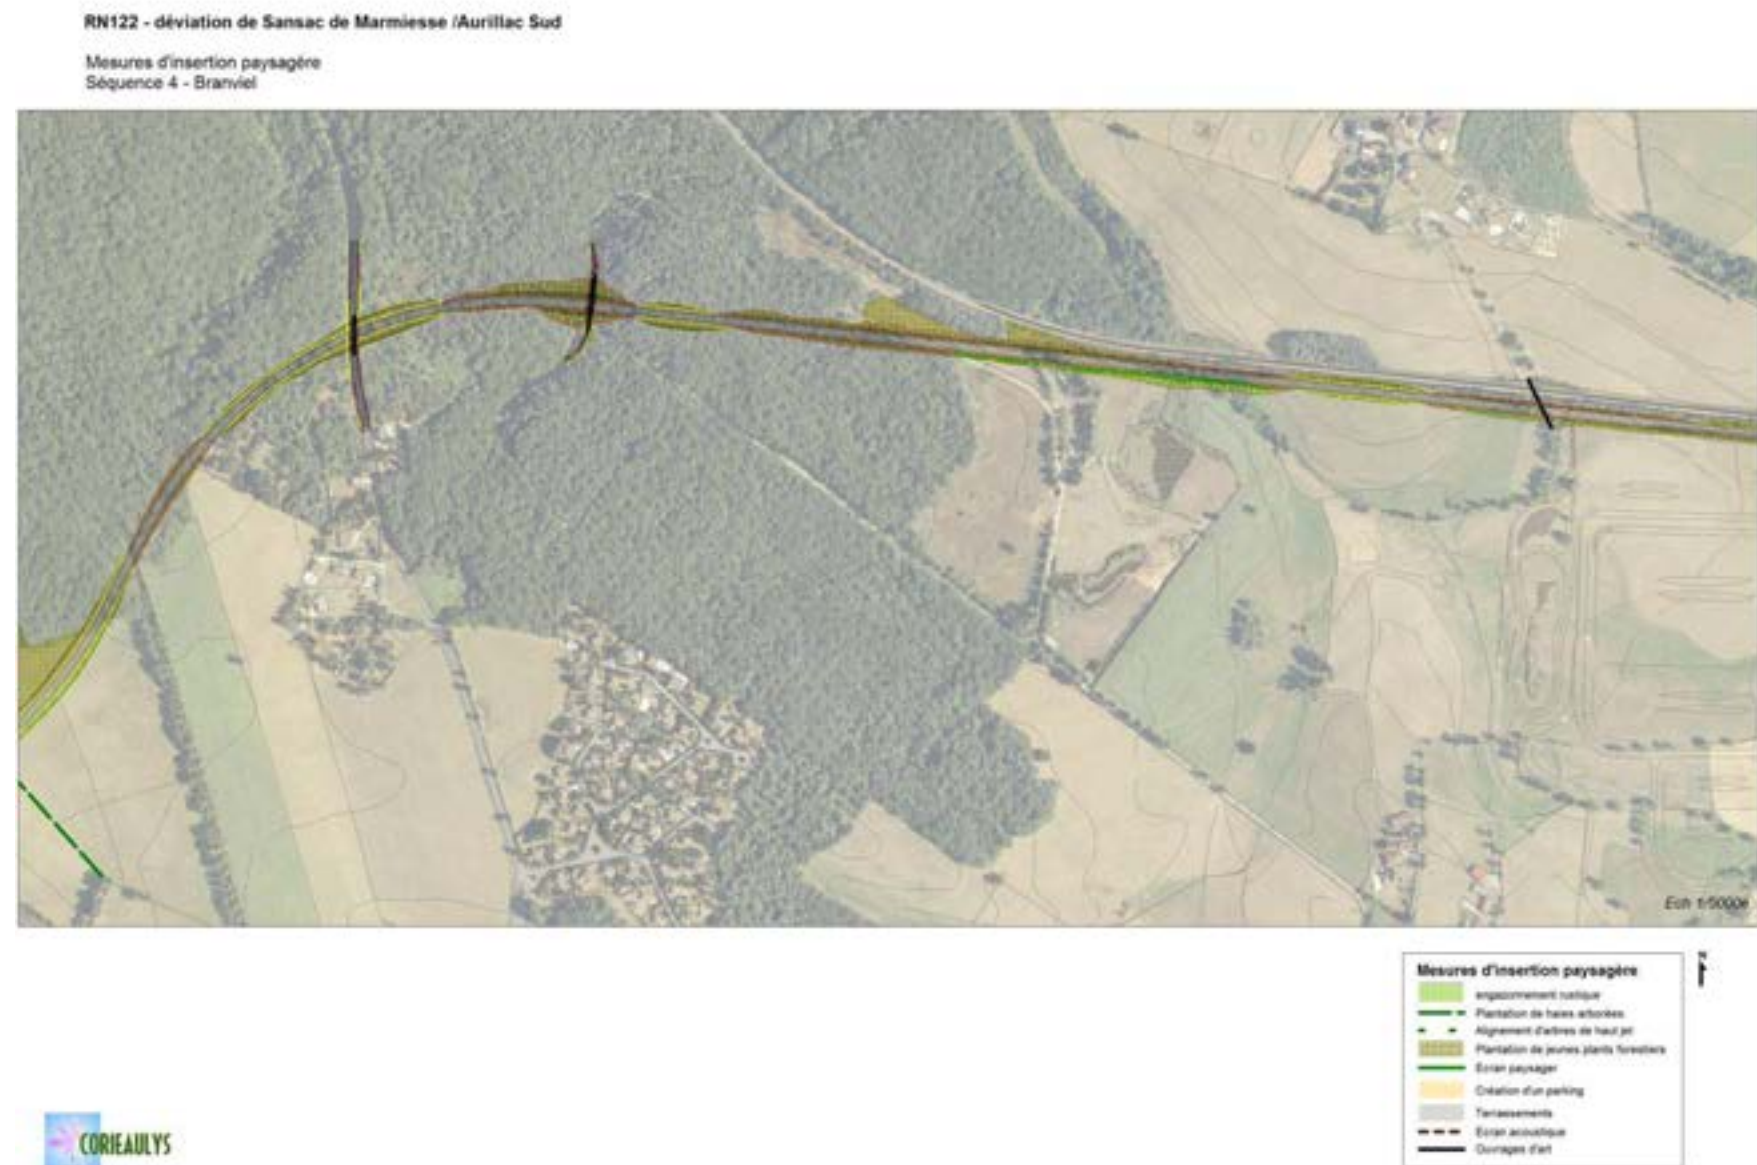 RN122 - déviation de Sansac de Marmiesse /Aurillac Sud
Mesures d'insertion paysagère
Séquence 4 - Branviel
Ech 1/5000e
Mesures d'insertion paysagère
N
engazonnement rustique
Plantation de haies arborées
Alignement d'arbres de haut jet
Plantation de jeunes plants forestiers
Ecran paysager
Création d'un parking
Terrassements
Ecran acoustique
Ouvrages d'art
CORIEAULYS